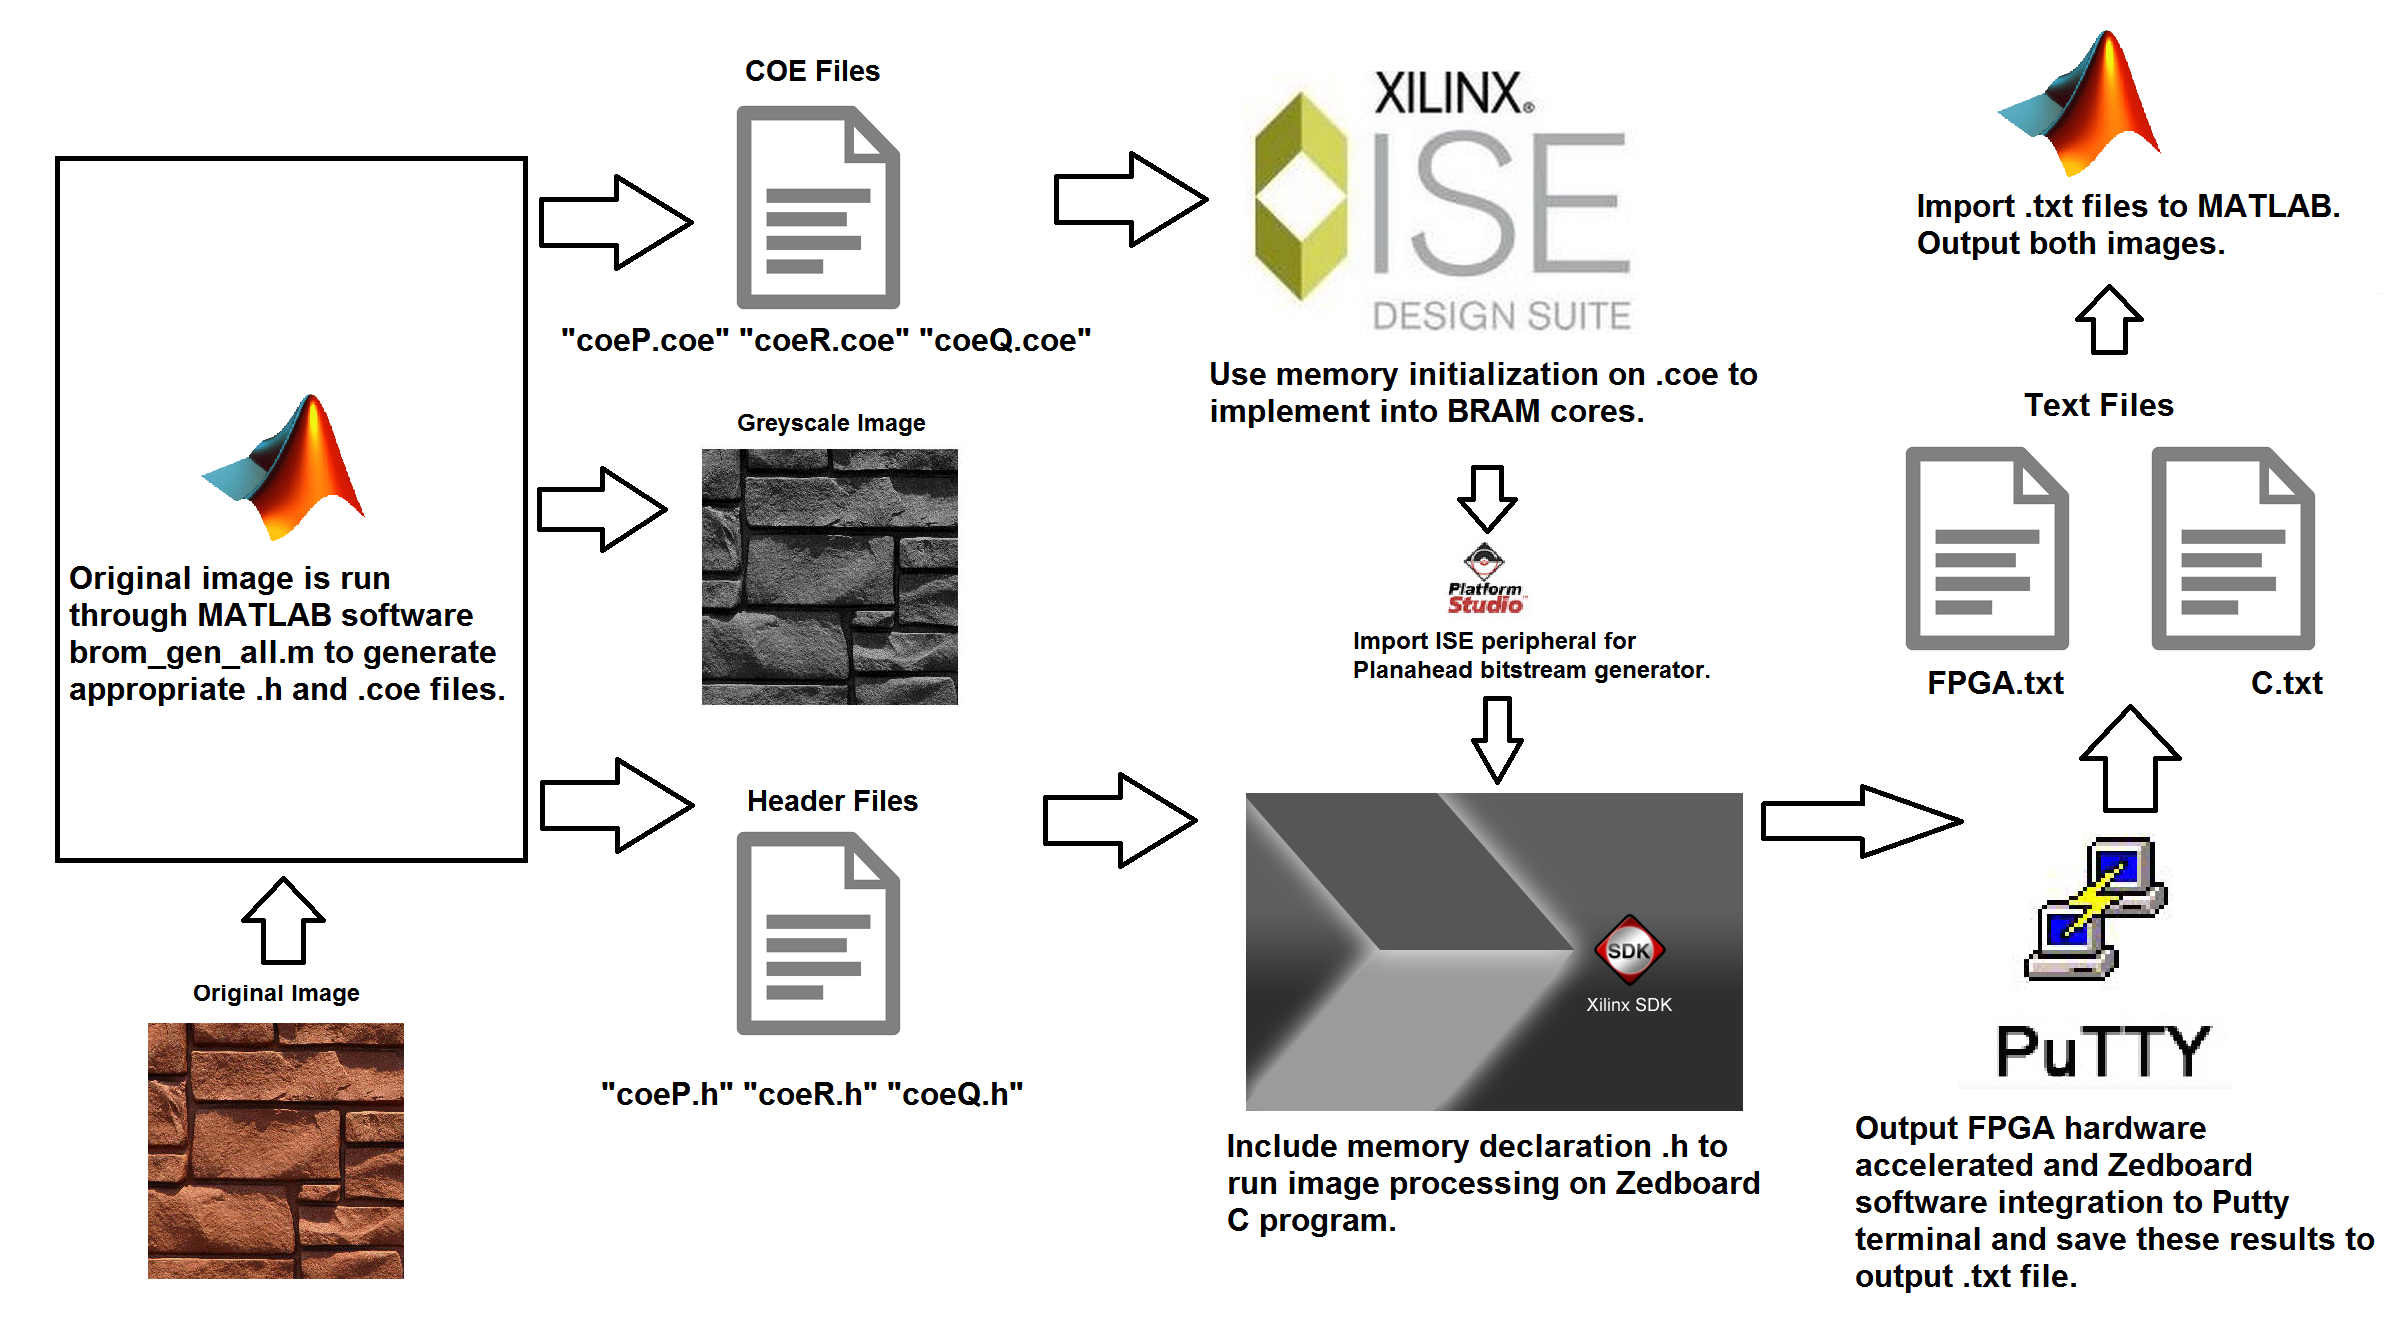 COE Files
"coeP.coe" "coeR.coe" "coeQ.coe"
Greyscale Image
Original image is run
through MATLAB software
brom_gen_all.m to generate
appropriate .h and .coe files.
Header Files
"coeP.h" "coeR.h" "coeQ.h"
Original Image
XILINX®
ISE
DESIGN SUITE
Use memory initialization on .coe to
implement into BRAM cores.
Platform
Studio™
Import ISE peripheral for
Planahead bitstream generator.
SDK
Xilinx SDK
Include memory declaration .h to
run image processing on Zedboard
C program.
Import .txt files to MATLAB.
Output both images.
Text Files
FPGA.txt
C.txt
PuTTY
Output FPGA hardware
accelerated and Zedboard
software integration to Putty
terminal and save these results to
output .txt file.